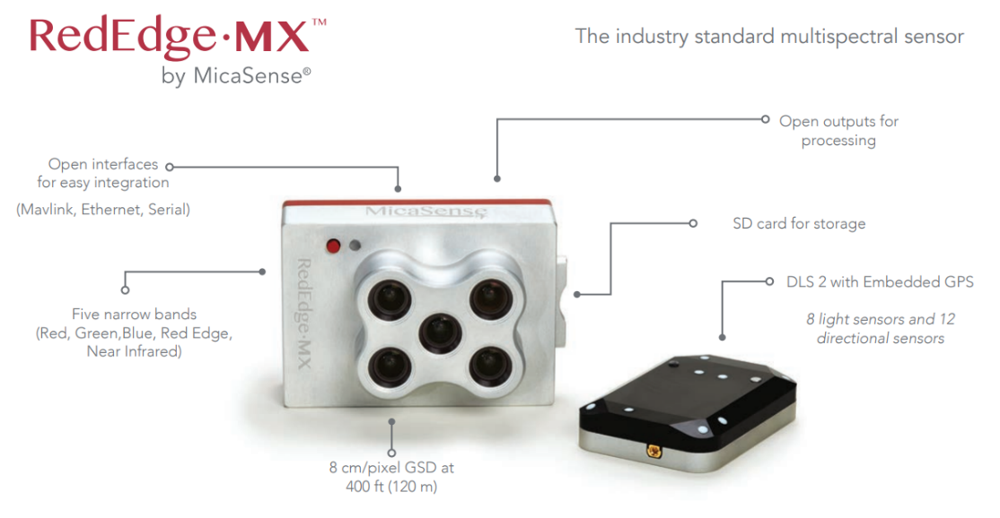 RedEdge·MX™
by MicaSense®
The industry standard multispectral sensor
Open outputs for
processing
Open interfaces
for easy integration
(Mavlink, Ethernet, Serial)
MicaSense
SD card for storage
RedEdge·MX
DLS 2 with Embedded GPS
8 light sensors and 12
directional sensors
Five narrow bands
(Red, Green,Blue, Red Edge,
Near Infrared)
8 cm/pixel GSD at
400 ft (120 m)